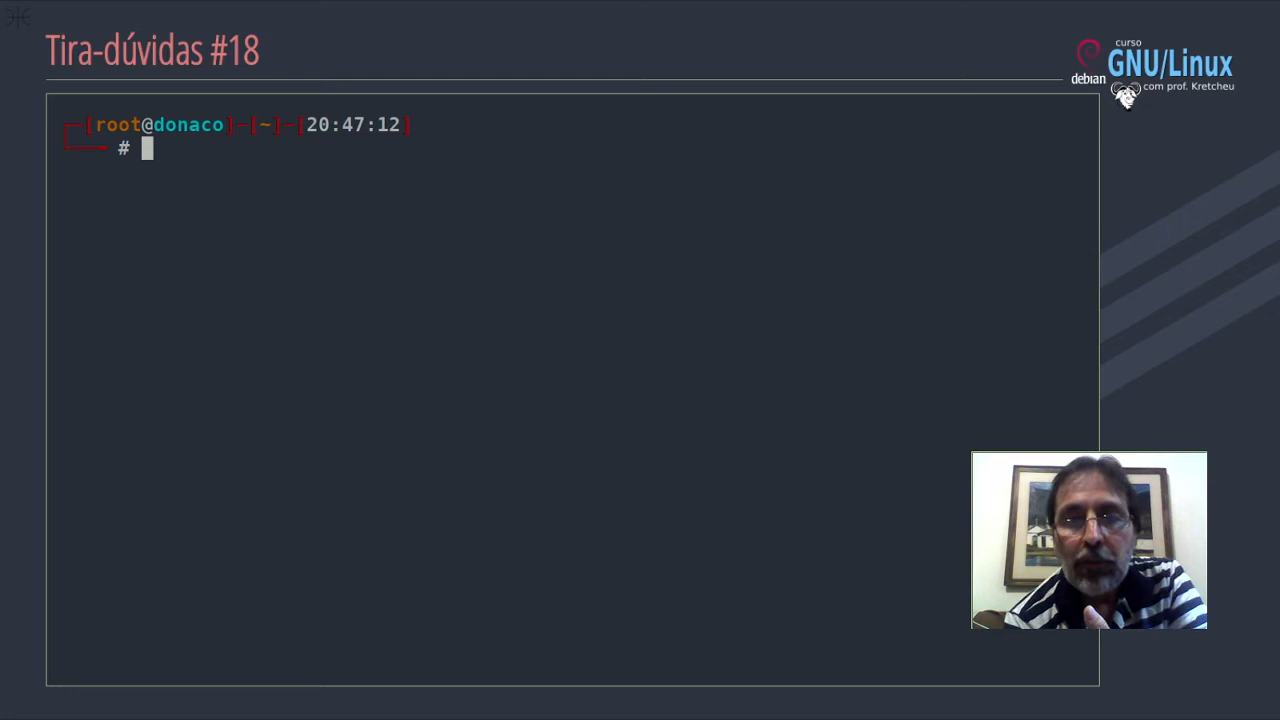 Tira-dúvidas #18
curso
GNU/Linux
debian
com prof. Kretcheu
[root@donaco]-[~]-[20:47:12]
#